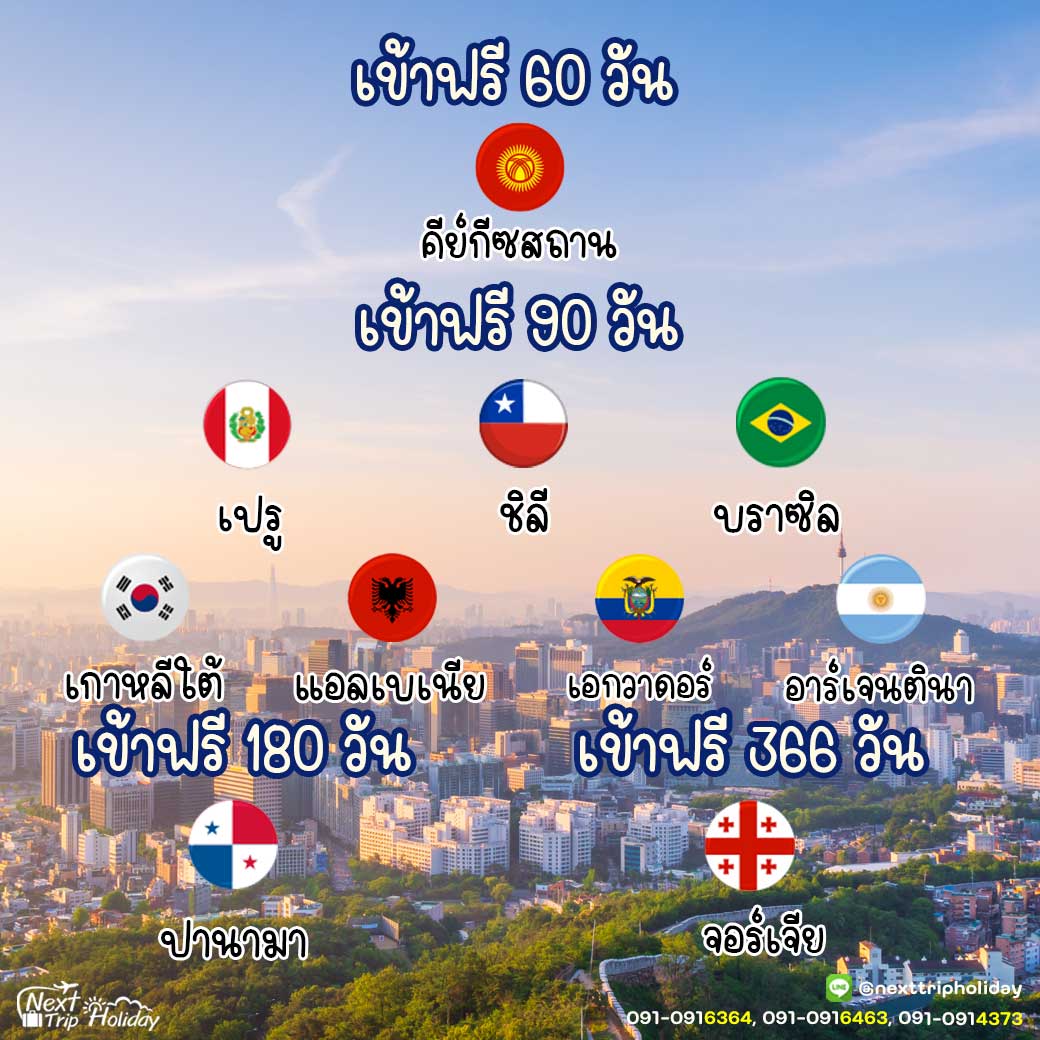 เข้าฟรี 60 วัน
คีย์กีซสถาน
เข้าฟรี 90 วัน
เปรู ชิลี บราซิล
เกาหลีใต้ แอลเบเนีย เอกวาดอร์ อาร์เจนตินา
เข้าฟรี 180 วัน เข้าฟรี 366 วัน
ปานามา จอร์เจีย
Next Trip Holiday
LINE @nexttripholiday
091-0916364, 091-0916463, 091-0914373